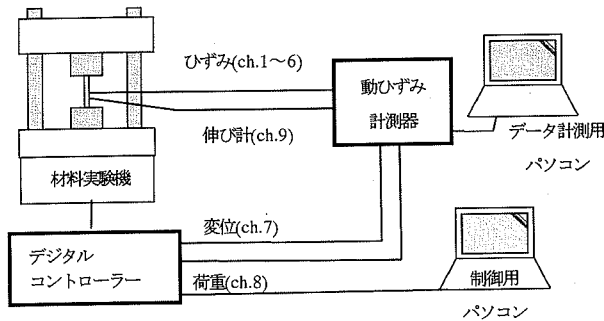 ひずみ(ch.1～6)
動ひずみ
計測器
伸び計(ch.9)
データ計測用
パソコン
材料実験機
変位(ch.7)
デジタル
コントローラー
荷重(ch.8)
制御用
パソコン